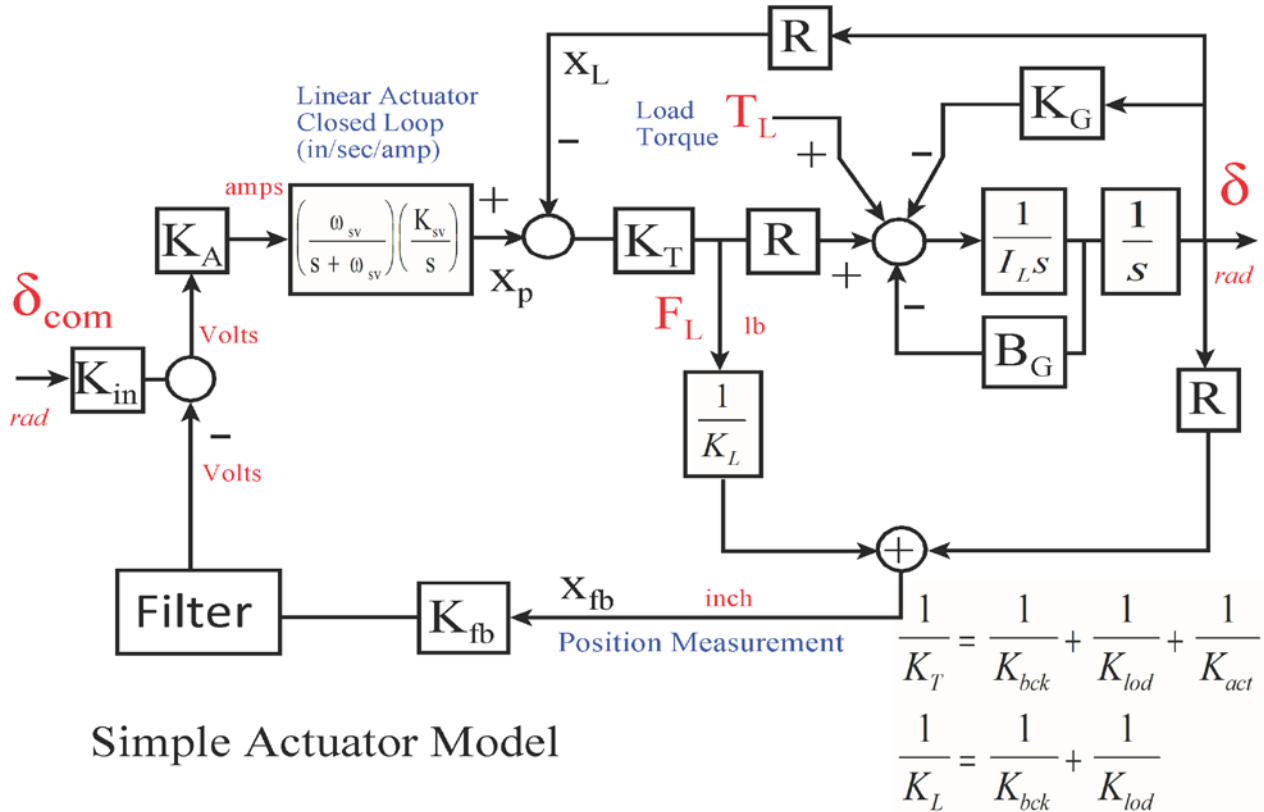 R
X_L
Linear Actuator
Closed Loop
(in/sec/amp)
Load
Torque
T_L
K_G
−
−
+
δ
amps
+
K_A
(ω_sv / (s + ω_sv)) (K_sv / s)
K_T
R
1 / (I_L s)
1 / s
X_p
+
rad
δ_com
Volts
F_L
lb
−
B_G
K_in
R
rad
−
1 / K_L
Volts
+
X_fb
inch
Filter
K_fb
Position Measurement
1/K_T = 1/K_bck + 1/K_lod + 1/K_act
Simple Actuator Model
1/K_L = 1/K_bck + 1/K_lod